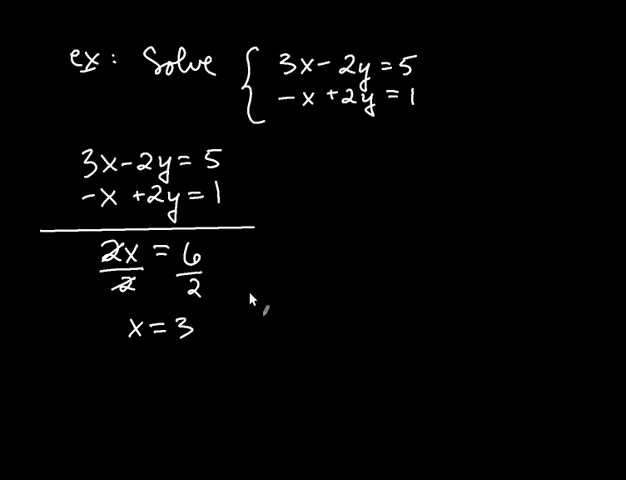 ex: Solve { 3x - 2y = 5
-x + 2y = 1
3x - 2y = 5
-x + 2y = 1
2x = 6
2 2
x = 3